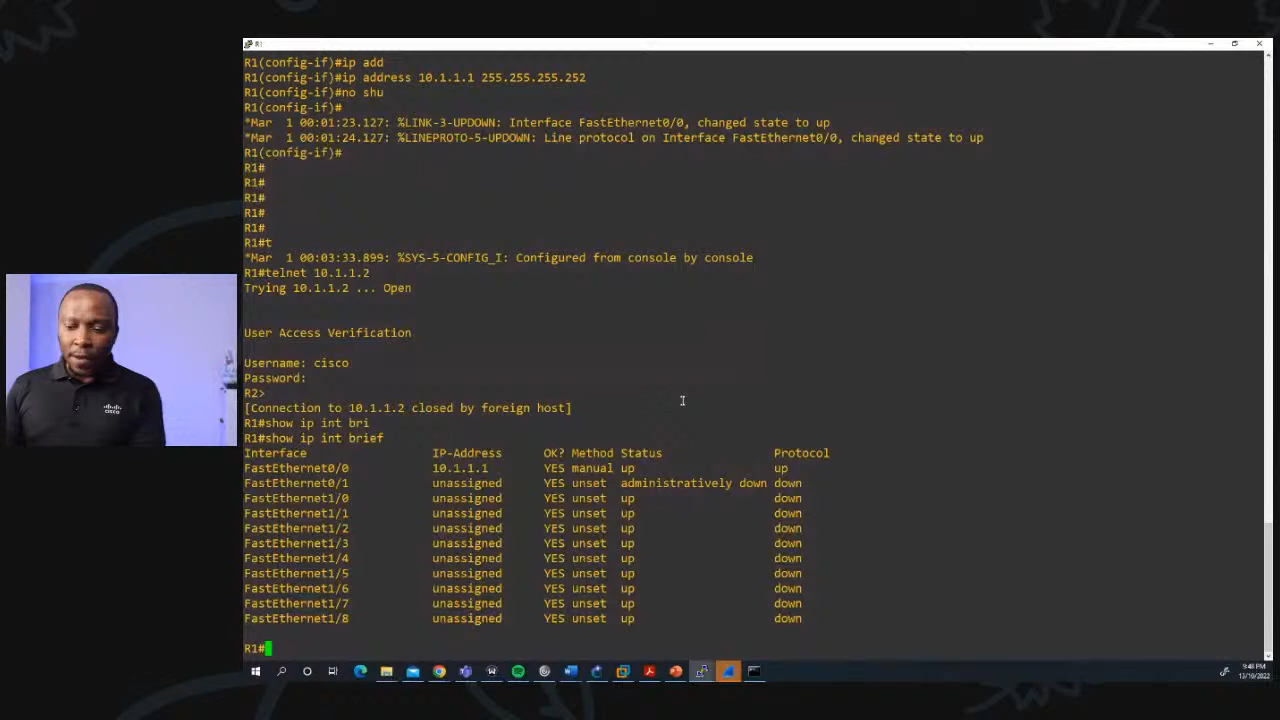 R1
R1(config-if)#ip add
R1(config-if)#ip address 10.1.1.1 255.255.255.252
R1(config-if)#no shu
R1(config-if)#
*Mar  1 00:01:23.127: %LINK-3-UPDOWN: Interface FastEthernet0/0, changed state to up
*Mar  1 00:01:24.127: %LINEPROTO-5-UPDOWN: Line protocol on Interface FastEthernet0/0, changed state to up
R1(config-if)#
R1#
R1#
R1#
R1#
R1#
R1#t
*Mar  1 00:03:33.899: %SYS-5-CONFIG_I: Configured from console by console
R1#telnet 10.1.1.2
Trying 10.1.1.2 ... Open
User Access Verification
Username: cisco
Password:
R2>
[Connection to 10.1.1.2 closed by foreign host]
R1#show ip int bri
R1#show ip int brief
Interface IP-Address OK? Method Status Protocol
FastEthernet0/0 10.1.1.1 YES manual up up
FastEthernet0/1 unassigned YES unset administratively down down
FastEthernet1/0 unassigned YES unset up down
FastEthernet1/1 unassigned YES unset up down
FastEthernet1/2 unassigned YES unset up down
FastEthernet1/3 unassigned YES unset up down
FastEthernet1/4 unassigned YES unset up down
FastEthernet1/5 unassigned YES unset up down
FastEthernet1/6 unassigned YES unset up down
FastEthernet1/7 unassigned YES unset up down
FastEthernet1/8 unassigned YES unset up down
R1#
CISCO
9:48 PM
13/10/2022